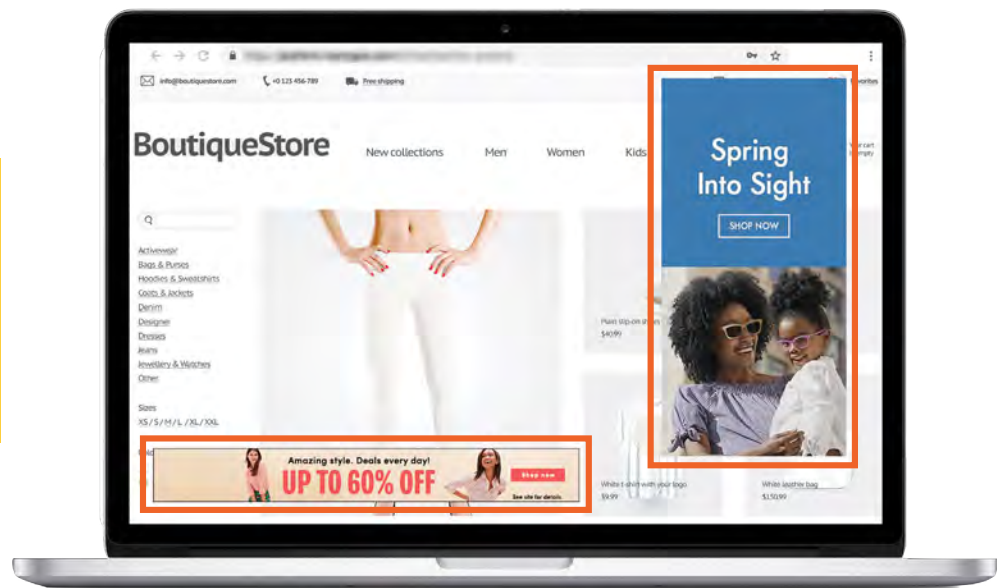 info@boutiquestore.com
+0 123 456-789
Free shipping
BoutiqueStore
New collections
Men
Women
Kids
cart
empty
Spring
Into Sight
SHOP NOW
Activewear
Bags & Purses
Hoodies & Sweatshirts
Coats & Jackets
Denim
Designer
Dresses
Jeans
Jewellery & Watches
Other
Sizes
XS / S / M / L / XL / XXL
Plain slip-on shoes
$40.99
Amazing style. Deals every day!
UP TO 60% OFF
Shop now
See site for details.
White t-shirt with your logo
$9.99
White leather bag
$150.99